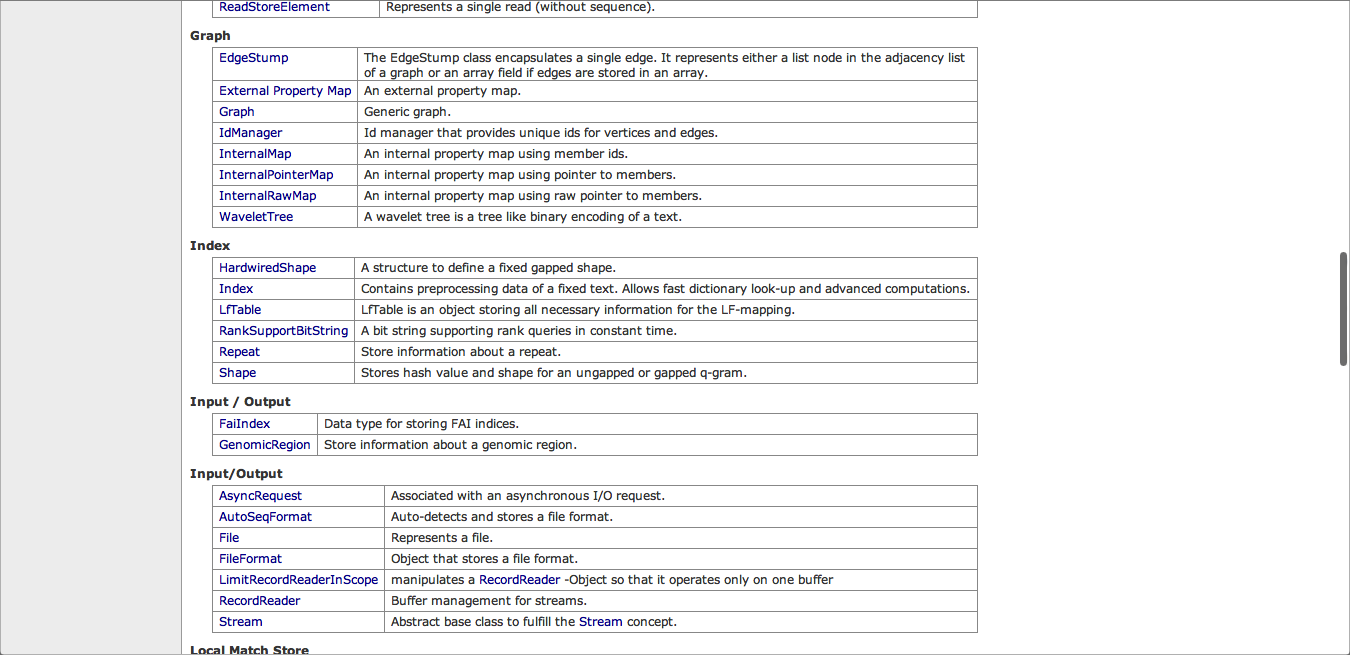 ReadStoreElement Represents a single read (without sequence).
Graph
EdgeStump The EdgeStump class encapsulates a single edge. It represents either a list node in the adjacency list
of a graph or an array field if edges are stored in an array.
External Property Map An external property map.
Graph Generic graph.
IdManager Id manager that provides unique ids for vertices and edges.
InternalMap An internal property map using member ids.
InternalPointerMap An internal property map using pointer to members.
InternalRawMap An internal property map using raw pointer to members.
WaveletTree A wavelet tree is a tree like binary encoding of a text.
Index
HardwiredShape A structure to define a fixed gapped shape.
Index Contains preprocessing data of a fixed text. Allows fast dictionary look-up and advanced computations.
LfTable LfTable is an object storing all necessary information for the LF-mapping.
RankSupportBitString A bit string supporting rank queries in constant time.
Repeat Store information about a repeat.
Shape Stores hash value and shape for an ungapped or gapped q-gram.
Input / Output
FaiIndex Data type for storing FAI indices.
GenomicRegion Store information about a genomic region.
Input/Output
AsyncRequest Associated with an asynchronous I/O request.
AutoSeqFormat Auto-detects and stores a file format.
File Represents a file.
FileFormat Object that stores a file format.
LimitRecordReaderInScope manipulates a RecordReader -Object so that it operates only on one buffer
RecordReader Buffer management for streams.
Stream Abstract base class to fulfill the Stream concept.
Local Match Store